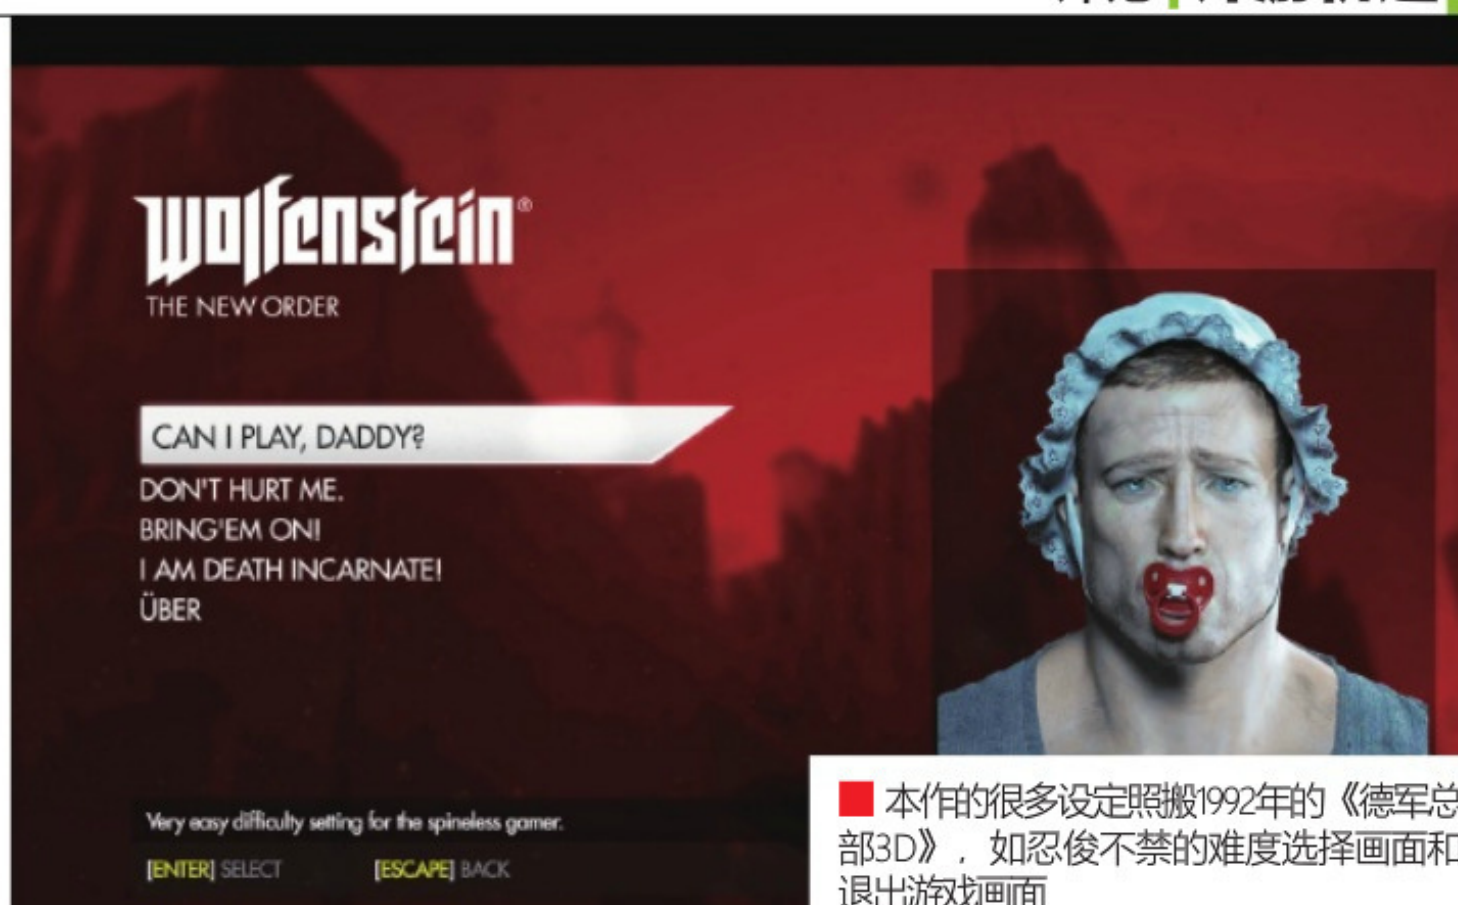 wolfenstein®
THE NEW ORDER
CAN I PLAY, DADDY?
DON'T HURT ME.
BRING'EM ON!
I AM DEATH INCARNATE!
ÜBER
Very easy difficulty setting for the spineless gamer.
[ENTER] SELECT [ESCAPE] BACK
本作的很多设定照搬1992年的《德军总
部3D》，如忍俊不禁的难度选择画面和
退出游戏画面